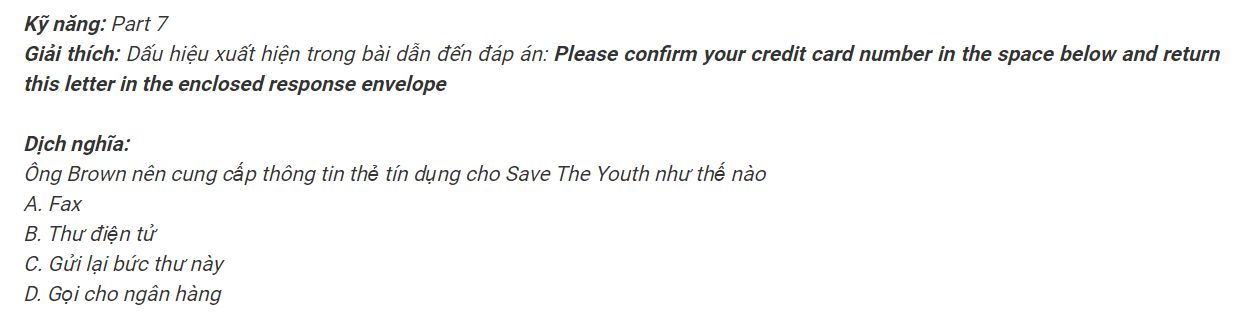 Kỹ năng: Part 7
Giải thích: Dấu hiệu xuất hiện trong bài dẫn đến đáp án: Please confirm your credit card number in the space below and return
this letter in the enclosed response envelope
Dịch nghĩa:
Ông Brown nên cung cấp thông tin thẻ tín dụng cho Save The Youth như thế nào
A. Fax
B. Thư điện tử
C. Gửi lại bức thư này
D. Gọi cho ngân hàng